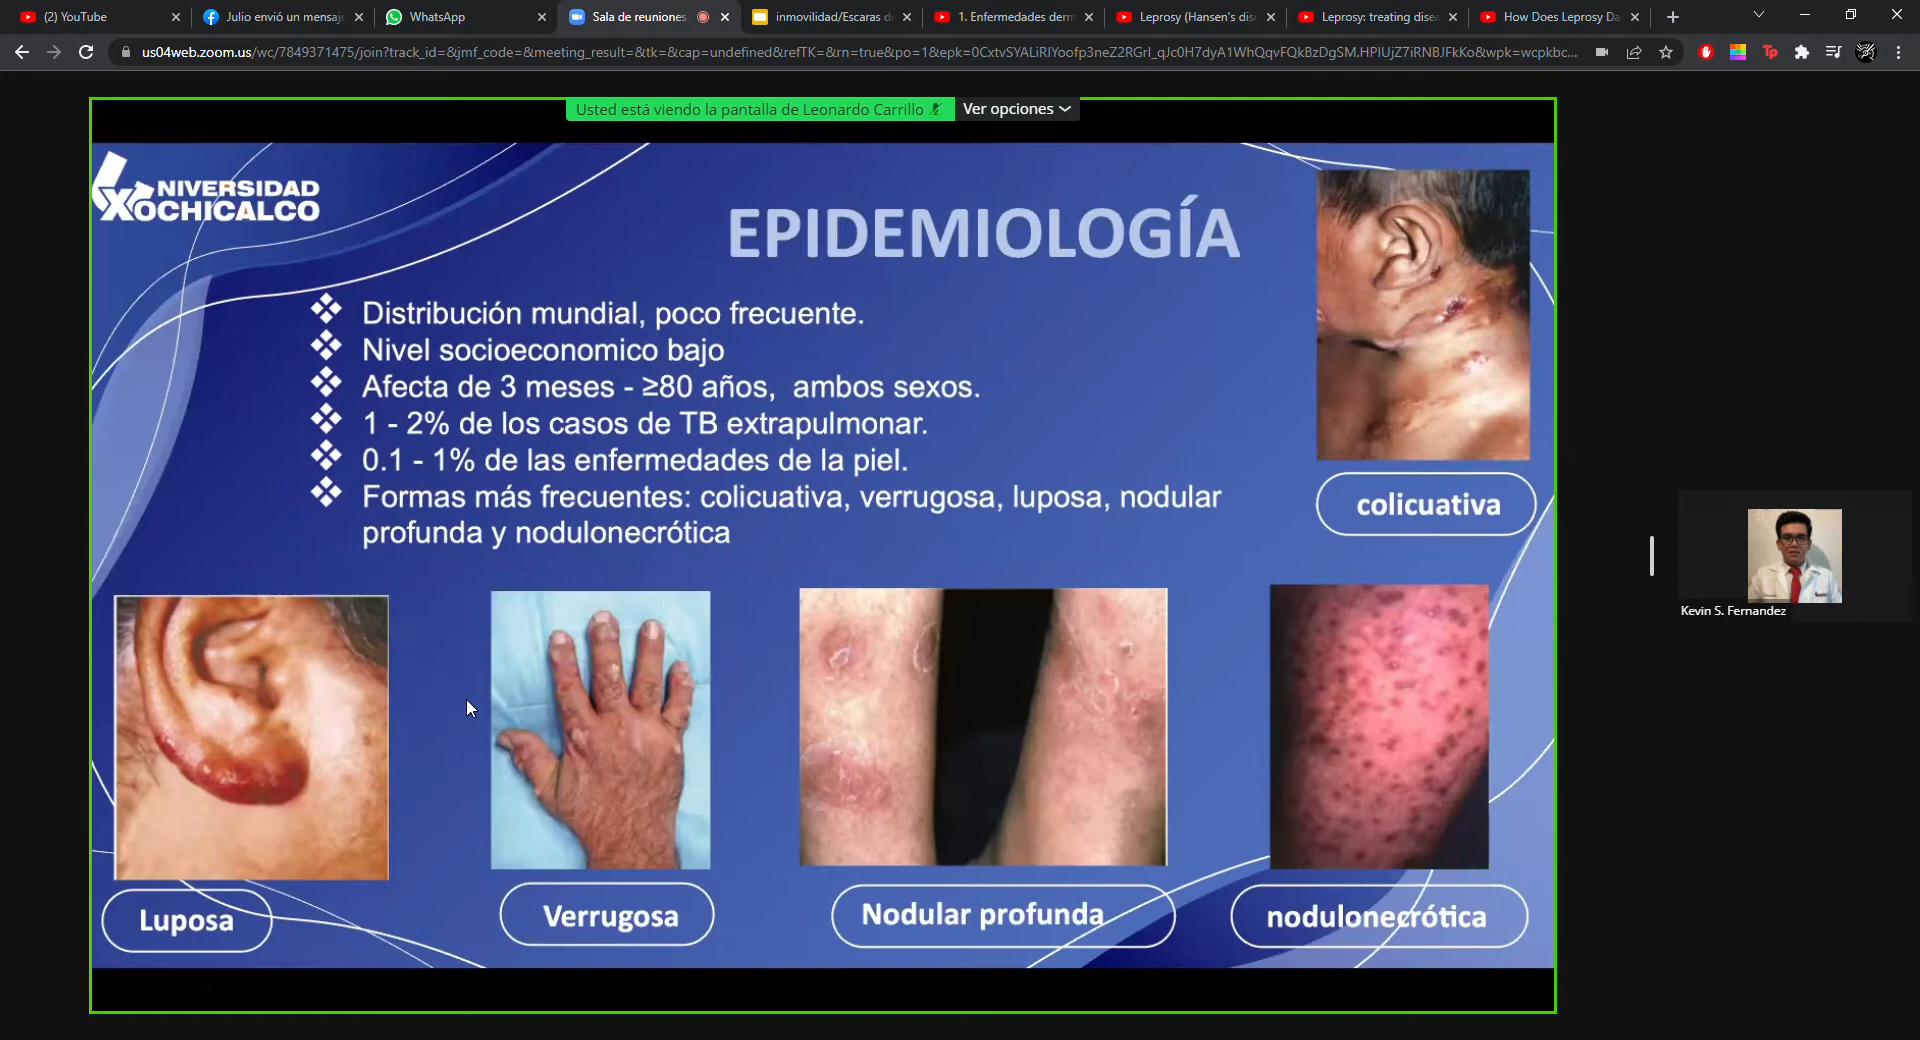 (2) YouTube
Julio envió un mensaje
WhatsApp
Sala de reuniones
inmovilidad/Escaras d
1. Enfermedades derm
Leprosy (Hansen's dis
Leprosy: treating disea
How Does Leprosy Da
Usted está viendo la pantalla de Leonardo Carrillo
Ver opciones
UNIVERSIDAD
XOCHICALCO
EPIDEMIOLOGÍA
Distribución mundial, poco frecuente.
Nivel socioeconomico bajo
Afecta de 3 meses - ≥80 años, ambos sexos.
1 - 2% de los casos de TB extrapulmonar.
0.1 - 1% de las enfermedades de la piel.
Formas más frecuentes: colicuativa, verrugosa, luposa, nodular
profunda y nodulonecrótica
colicuativa
Kevin S. Fernandez
Luposa
Verrugosa
Nodular profunda
nodulonecrótica